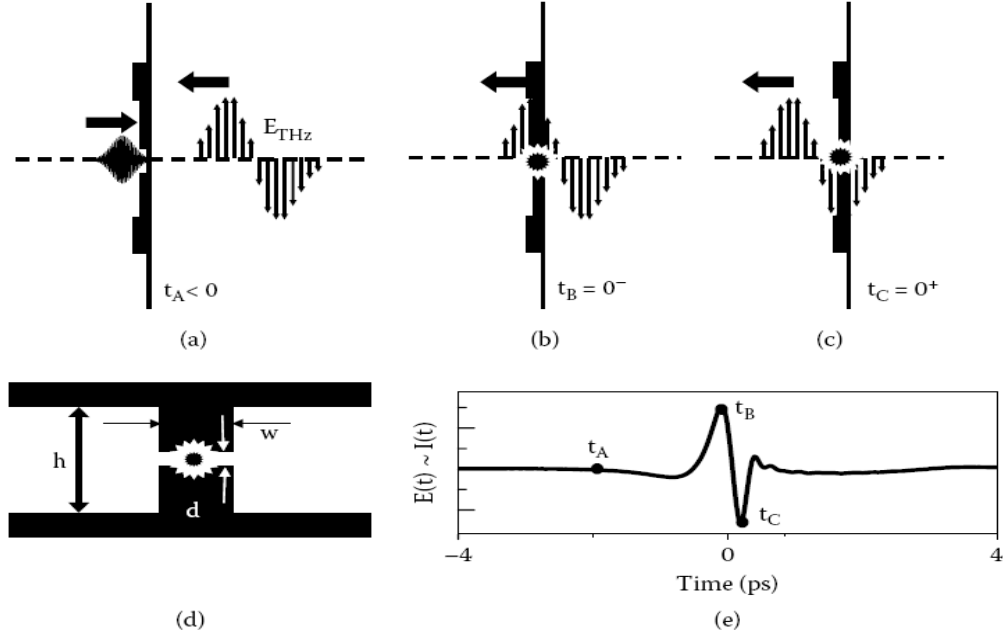 E_THz
t_A < 0
t_B = 0⁻
t_C = 0⁺
(a)
(b)
(c)
h
w
d
(d)
E(t) ~ I(t)
t_A
t_B
t_C
−4
0
4
Time (ps)
(e)